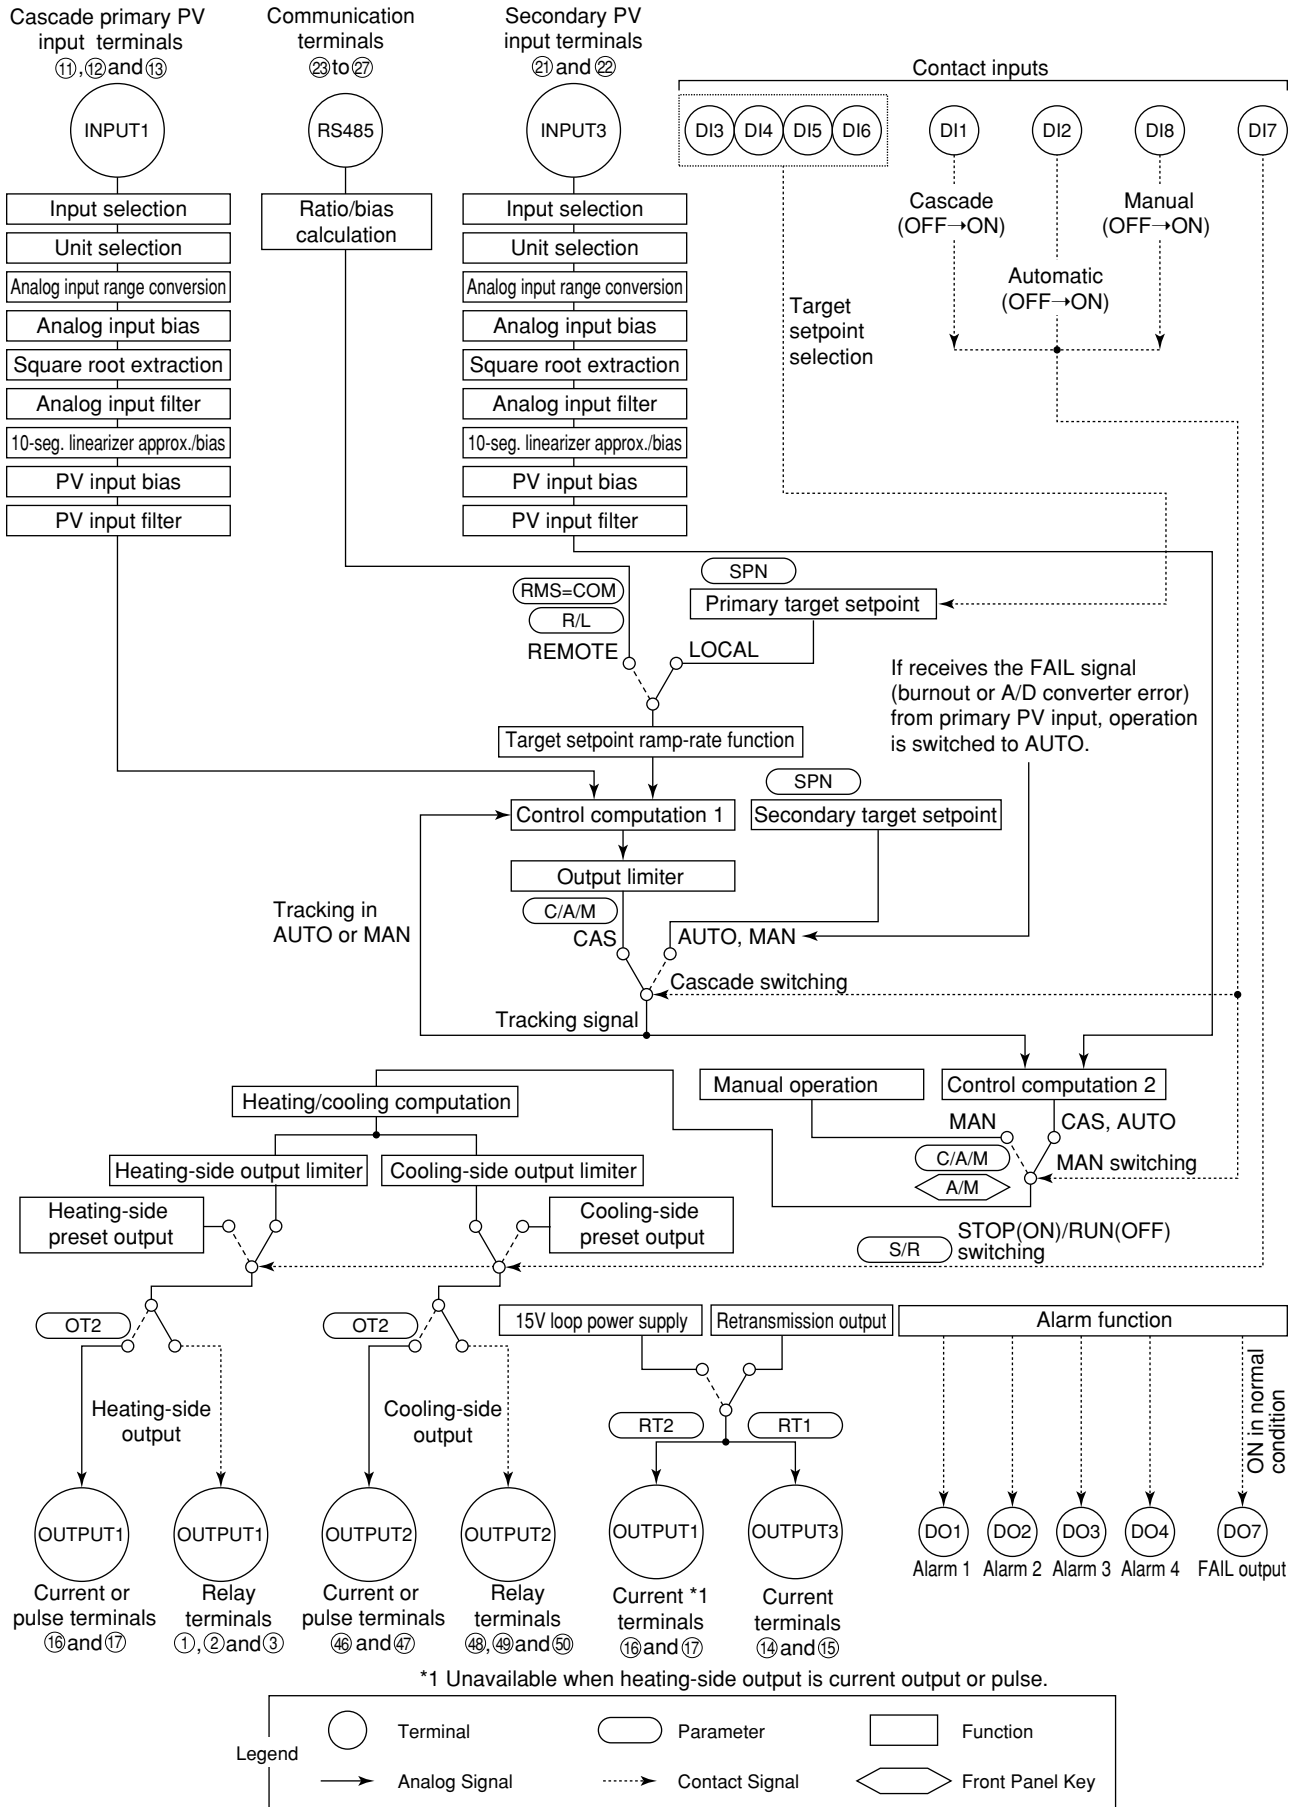 Cascade primary PV
input terminals
⑪,⑫and⑬
Communication
terminals
㉓to㉗
Secondary PV
input terminals
㉑and㉒
Contact inputs
INPUT1
RS485
INPUT3
DI3
DI4
DI5
DI6
DI1
DI2
DI8
DI7
Input selection
Unit selection
Analog input range conversion
Analog input bias
Square root extraction
Analog input filter
10-seg. linearizer approx./bias
PV input bias
PV input filter
Ratio/bias
calculation
Input selection
Unit selection
Analog input range conversion
Analog input bias
Square root extraction
Analog input filter
10-seg. linearizer approx./bias
PV input bias
PV input filter
Cascade
(OFF→ON)
Automatic
(OFF→ON)
Manual
(OFF→ON)
Target
setpoint
selection
SPN
Primary target setpoint
RMS=COM
R/L
REMOTE
LOCAL
If receives the FAIL signal
(burnout or A/D converter error)
from primary PV input, operation
is switched to AUTO.
Target setpoint ramp-rate function
SPN
Control computation 1
Secondary target setpoint
Output limiter
Tracking in
AUTO or MAN
C/A/M
CAS
AUTO, MAN
Cascade switching
Tracking signal
Manual operation
Control computation 2
Heating/cooling computation
MAN
CAS, AUTO
C/A/M
A/M
MAN switching
Heating-side output limiter
Cooling-side output limiter
Heating-side
preset output
Cooling-side
preset output
S/R
STOP(ON)/RUN(OFF)
switching
OT2
OT2
15V loop power supply
Retransmission output
Alarm function
Heating-side
output
Cooling-side
output
RT2
RT1
ON in normal
condition
OUTPUT1
OUTPUT1
OUTPUT2
OUTPUT2
OUTPUT1
OUTPUT3
DO1
DO2
DO3
DO4
DO7
Alarm 1
Alarm 2
Alarm 3
Alarm 4
FAIL output
Current or
pulse terminals
⑯and⑰
Relay
terminals
①,②and③
Current or
pulse terminals
㊻and㊼
Relay
terminals
㊽,㊾and㊿
Current *1
terminals
⑯and⑰
Current
terminals
⑭and⑮
*1 Unavailable when heating-side output is current output or pulse.
Legend
Terminal
Parameter
Function
Analog Signal
Contact Signal
Front Panel Key